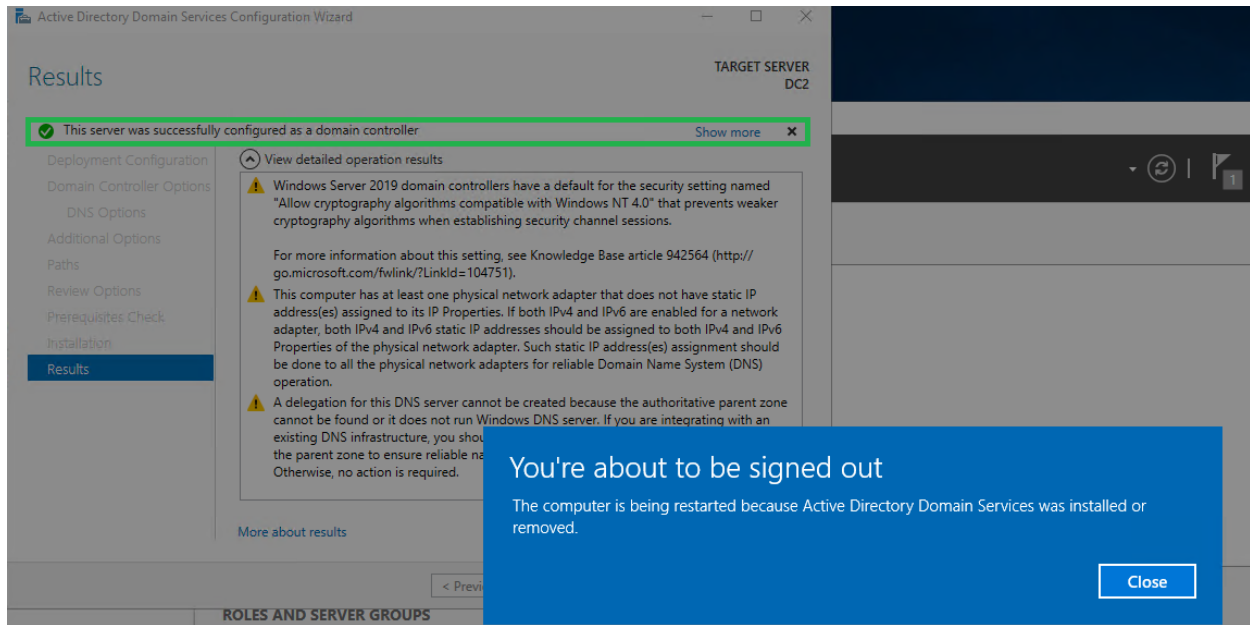 Active Directory Domain Services Configuration Wizard
Results
TARGET SERVER
DC2
This server was successfully configured as a domain controller
Show more
Deployment Configuration
Domain Controller Options
DNS Options
Additional Options
Paths
Review Options
Prerequisites Check
Installation
Results
View detailed operation results
Windows Server 2019 domain controllers have a default for the security setting named
"Allow cryptography algorithms compatible with Windows NT 4.0" that prevents weaker
cryptography algorithms when establishing security channel sessions.
For more information about this setting, see Knowledge Base article 942564 (http://
go.microsoft.com/fwlink/?LinkId=104751).
This computer has at least one physical network adapter that does not have static IP
address(es) assigned to its IP Properties. If both IPv4 and IPv6 are enabled for a network
adapter, both IPv4 and IPv6 static IP addresses should be assigned to both IPv4 and IPv6
Properties of the physical network adapter. Such static IP address(es) assignment should
be done to all the physical network adapters for reliable Domain Name System (DNS)
operation.
A delegation for this DNS server cannot be created because the authoritative parent zone
cannot be found or it does not run Windows DNS server. If you are integrating with an
existing DNS infrastructure, you
the parent zone to ensure reliable
Otherwise, no action is required.
More about results
<
1
You're about to be signed out
The computer is being restarted because Active Directory Domain Services was installed or
removed.
Close
ROLES AND SERVER GROUPS